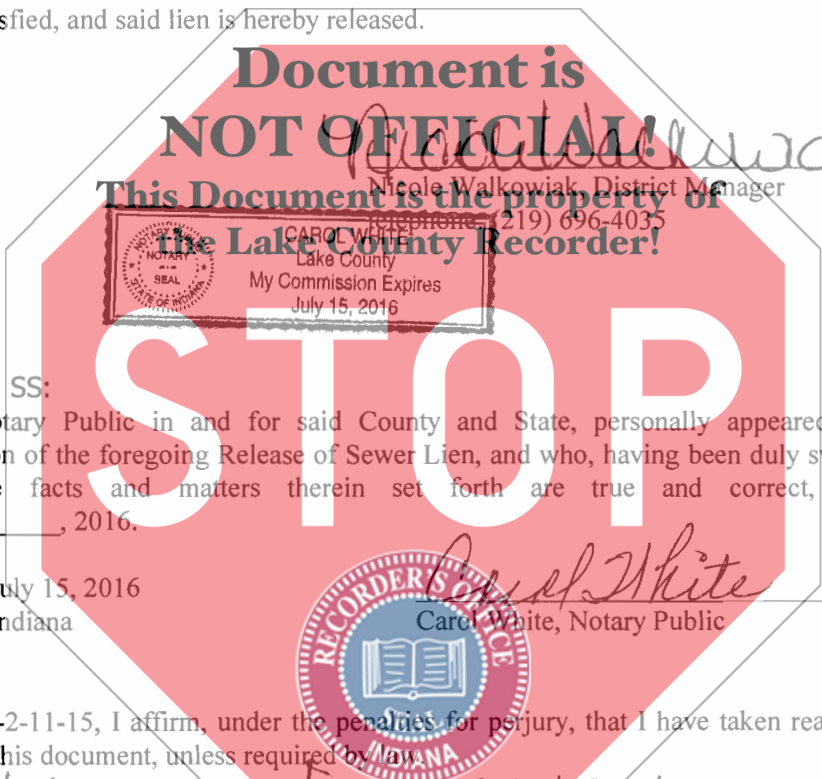 sfied, and said lien is hereby released.
Document is
NOT OFFICIAL!
This Document is the property of
the Lake County Recorder!
Nicole Walkowiak, District Manager
Telephone (219) 696-4035
NOTARY PUBLIC
NOTARY
SEAL
STATE OF INDIANA
CAROL WHITE
Lake County
My Commission Expires
July 15, 2016
STOP
SS:
tary Public in and for said County and State, personally appeared
n of the foregoing Release of Sewer Lien, and who, having been duly s
e facts and matters therein set forth are true and correct,
, 2016.
Carol White
uly 15, 2016
ndiana
Carol White, Notary Public
RECORDER'S OFFICE
SEAL
INDIANA
-2-11-15, I affirm, under the penalties for perjury, that I have taken rea
his document, unless required by law.